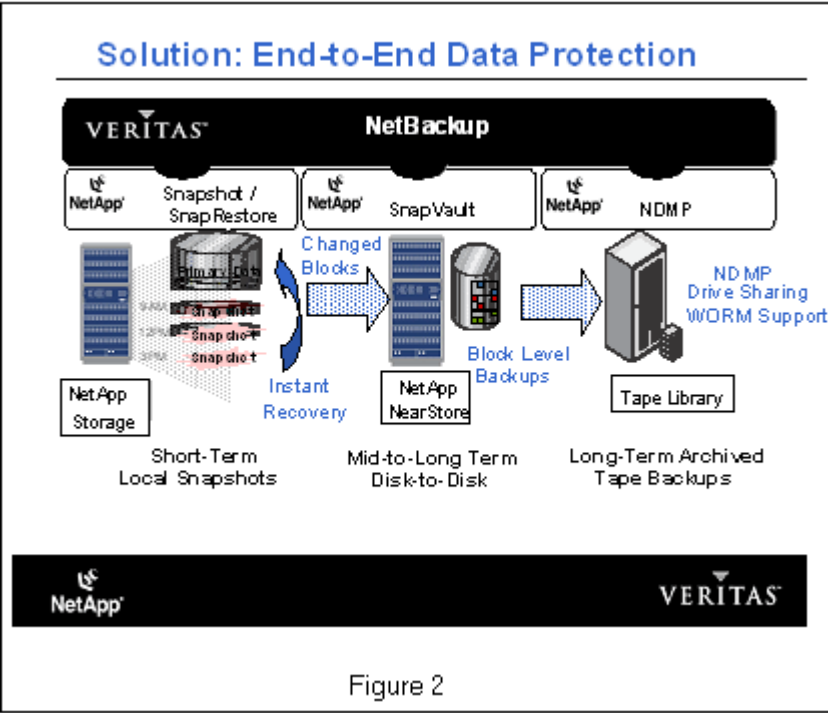 Solution: End-to-End Data Protection
VERITAS
NetBackup
NetApp
Snapshot /
SnapRestore
NetApp
SnapVault
NetApp
NDMP
Primary Data
Changed
Blocks
9AM
Snapshot
12PM
Snapshot
3PM
Snapshot
Instant
Recovery
Block Level
Backups
NDMP
Drive Sharing
WORM Support
NetApp
Storage
NetApp
NearStore
Tape Library
Short-Term
Local Snapshots
Mid-to-Long Term
Disk-to-Disk
Long-Term Archived
Tape Backups
NetApp
VERITAS
Figure 2